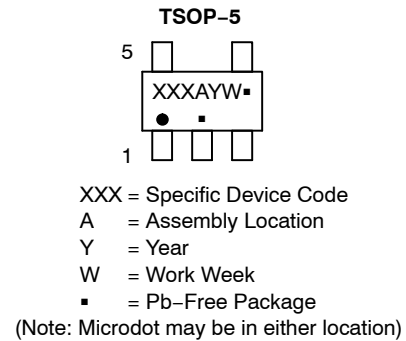 TSOP−5
5
XXXAYW▪
▪
1
XXX = Specific Device Code
A = Assembly Location
Y = Year
W = Work Week
▪ = Pb−Free Package
(Note: Microdot may be in either location)